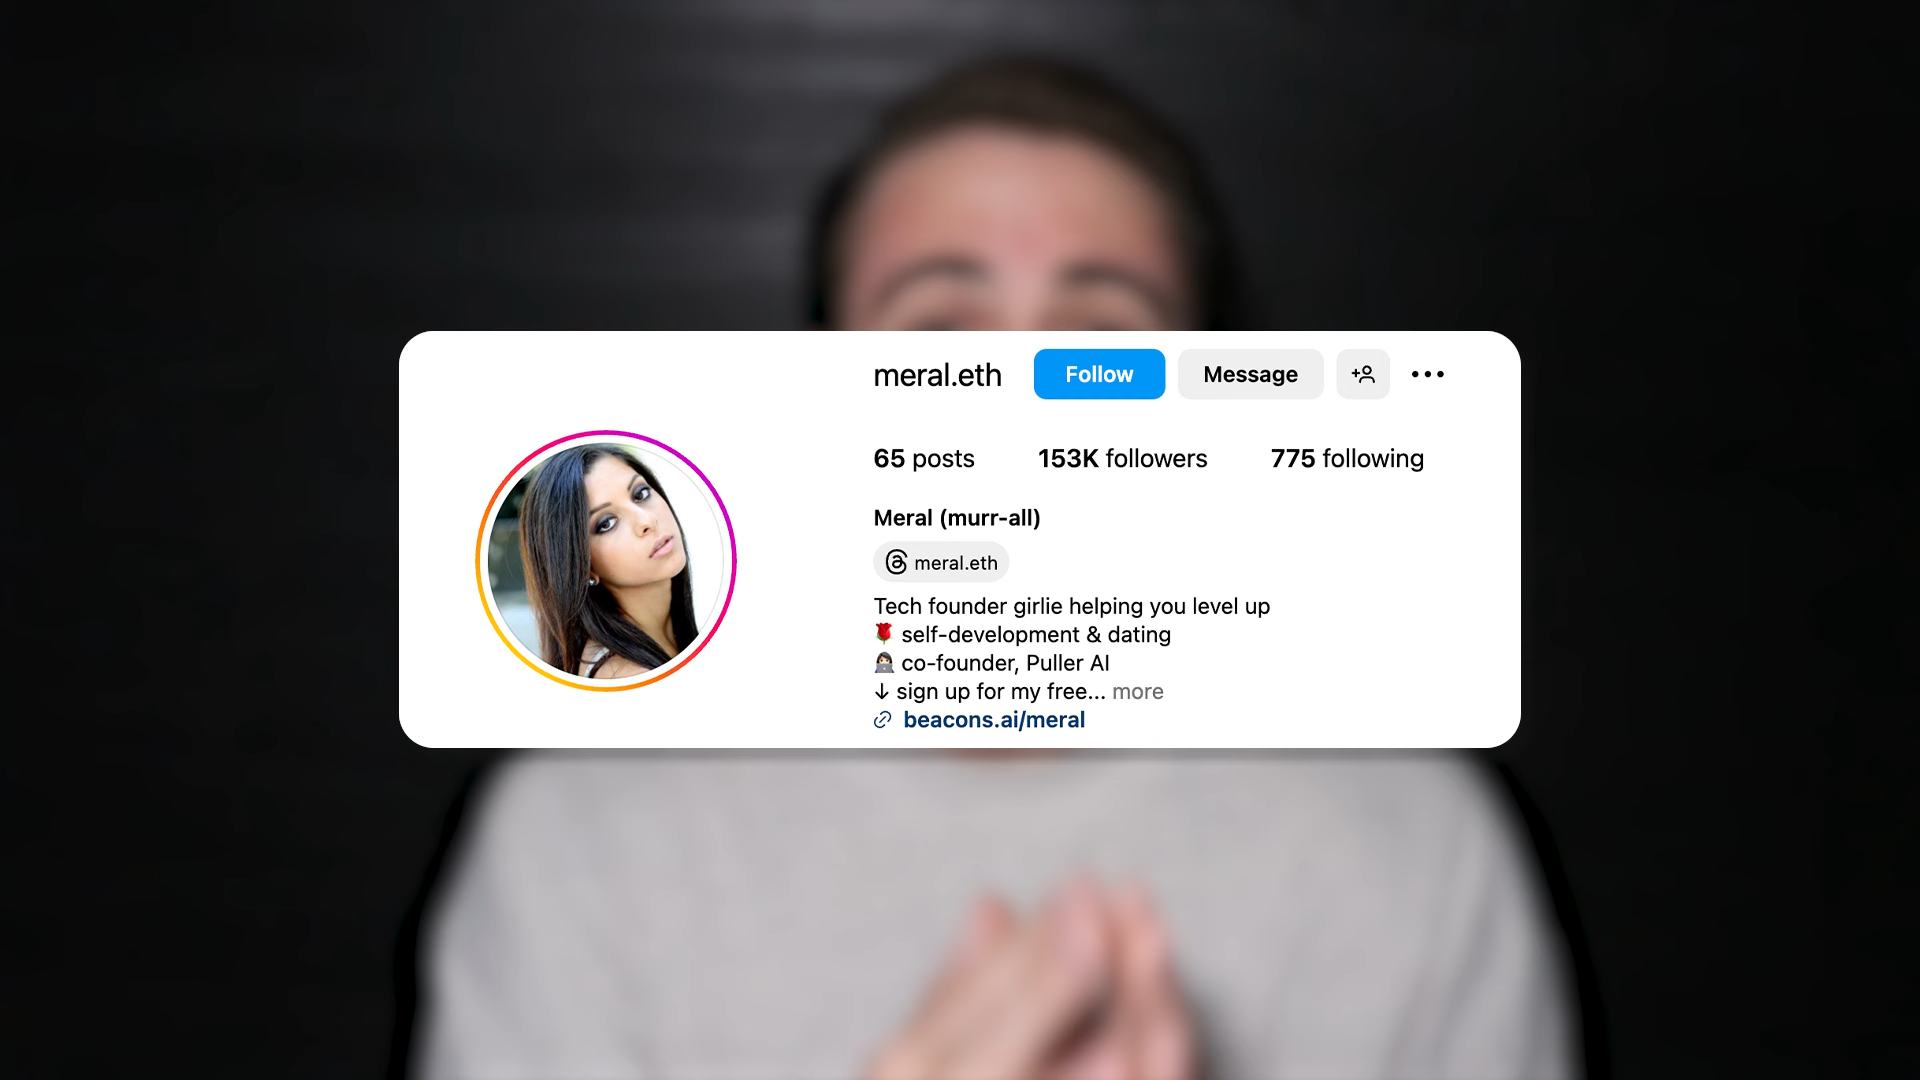 meral.eth Follow Message
65 posts 153K followers 775 following
Meral (murr-all)
meral.eth
Tech founder girlie helping you level up
🌹 self-development & dating
👩🏻‍💻 co-founder, Puller AI
↓ sign up for my free... more
beacons.ai/meral